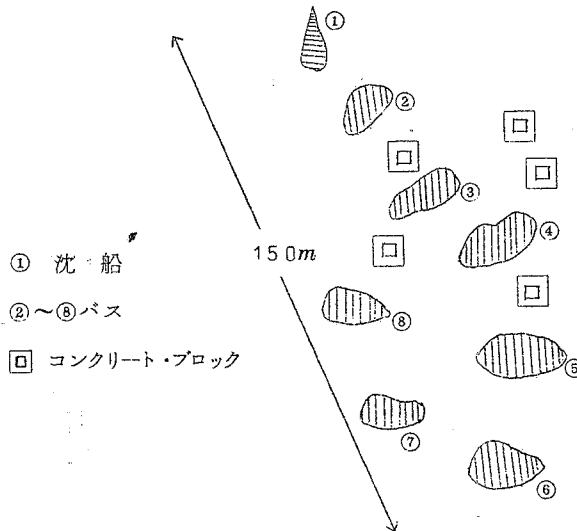 ①
②
③
④
150m
① 沈船
②～⑧バス
⑧
回 コンクリート・ブロック
⑤
⑦
⑥